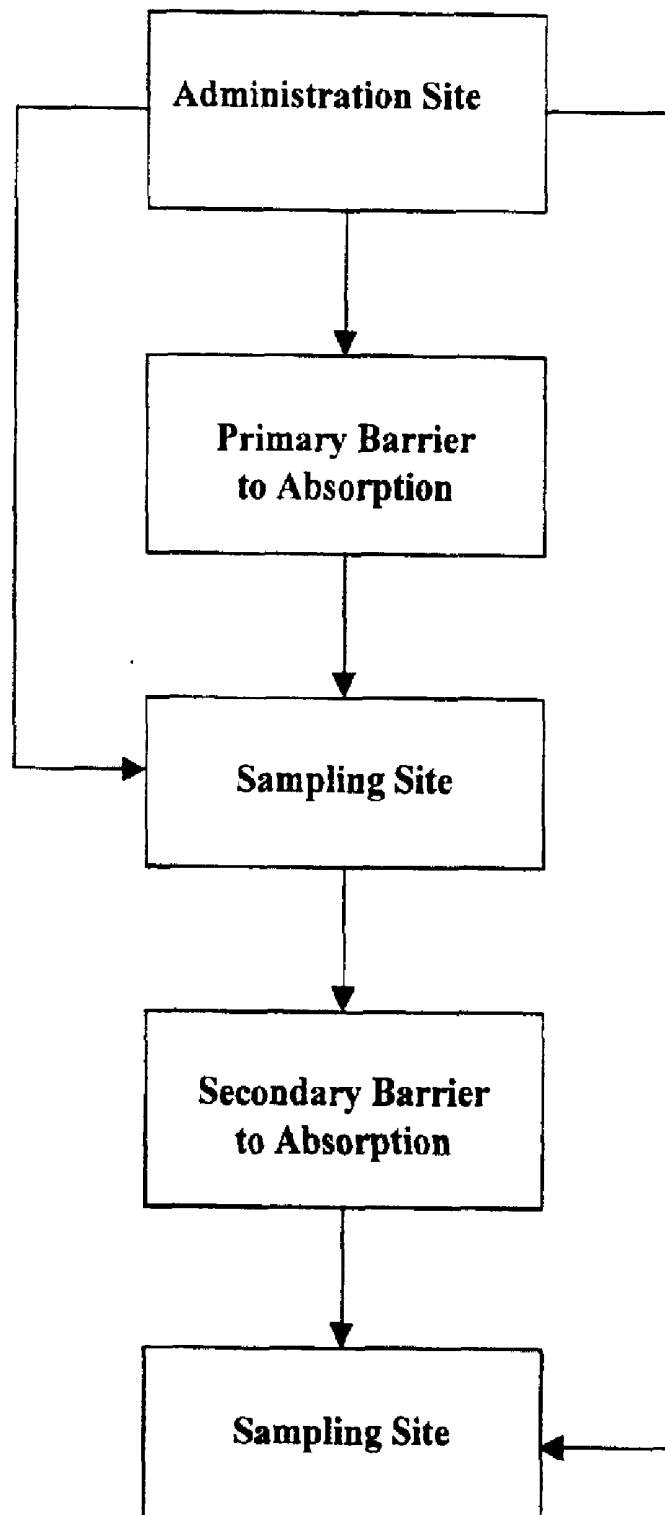 Administration Site
Primary Barrier
to Absorption
Sampling Site
Secondary Barrier
to Absorption
Sampling Site